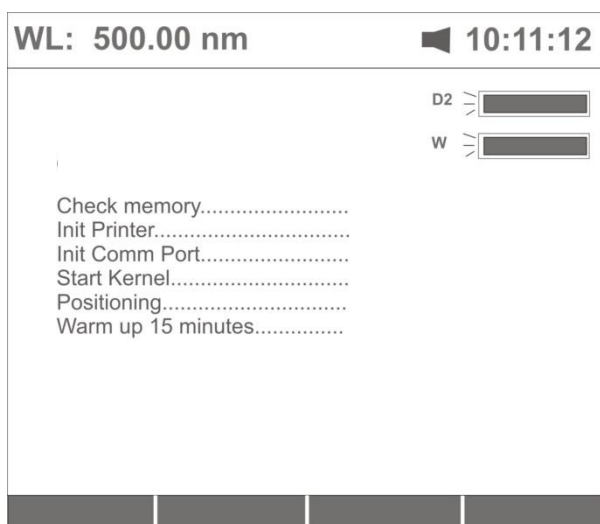 WL: 500.00 nm 10:11:12
D2
W
Check memory.........................
Init Printer.................................
Init Comm Port.........................
Start Kernel..............................
Positioning...............................
Warm up 15 minutes...............